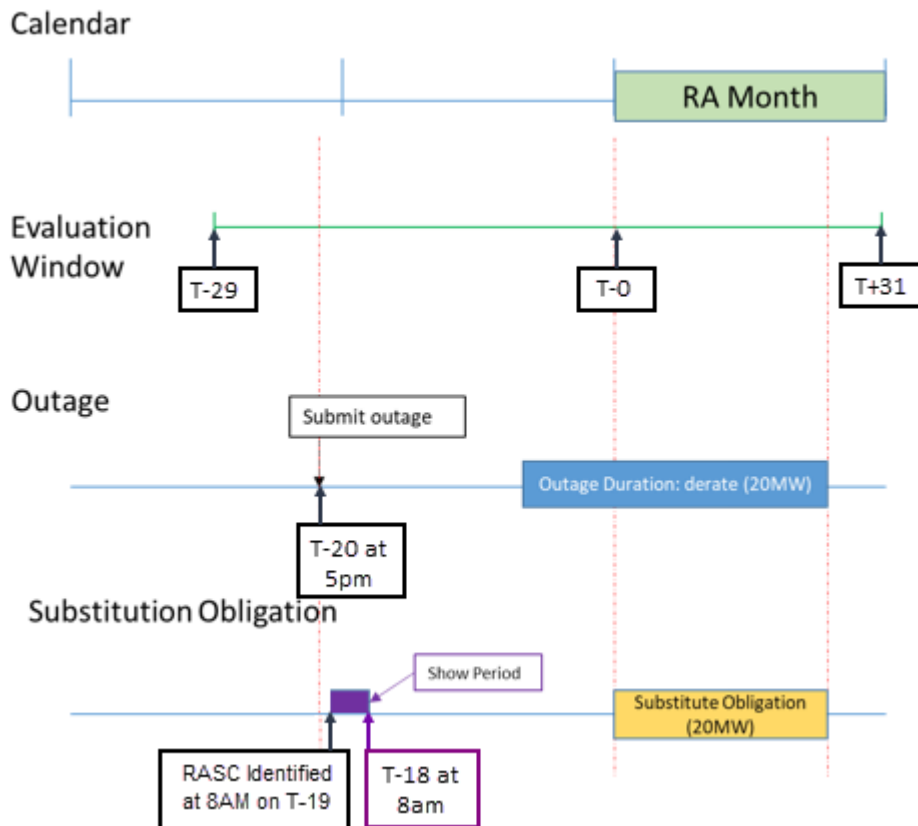 Calendar
RA Month
Evaluation
Window
T-29
T-0
T+31
Outage
Submit outage
Outage Duration: derate (20MW)
T-20 at
5pm
Substitution Obligation
Show Period
Substitute Obligation
(20MW)
RASC Identified
at 8AM on T-19
T-18 at
8am